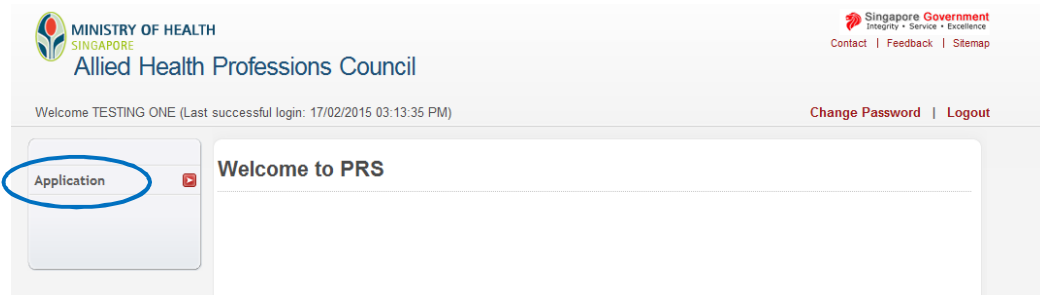 MINISTRY OF HEALTH
SINGAPORE
Allied Health Professions Council
Singapore Government
Integrity • Service • Excellence
Contact | Feedback | Sitemap
Welcome TESTING ONE (Last successful login: 17/02/2015 03:13:35 PM)
Change Password | Logout
Application
Welcome to PRS